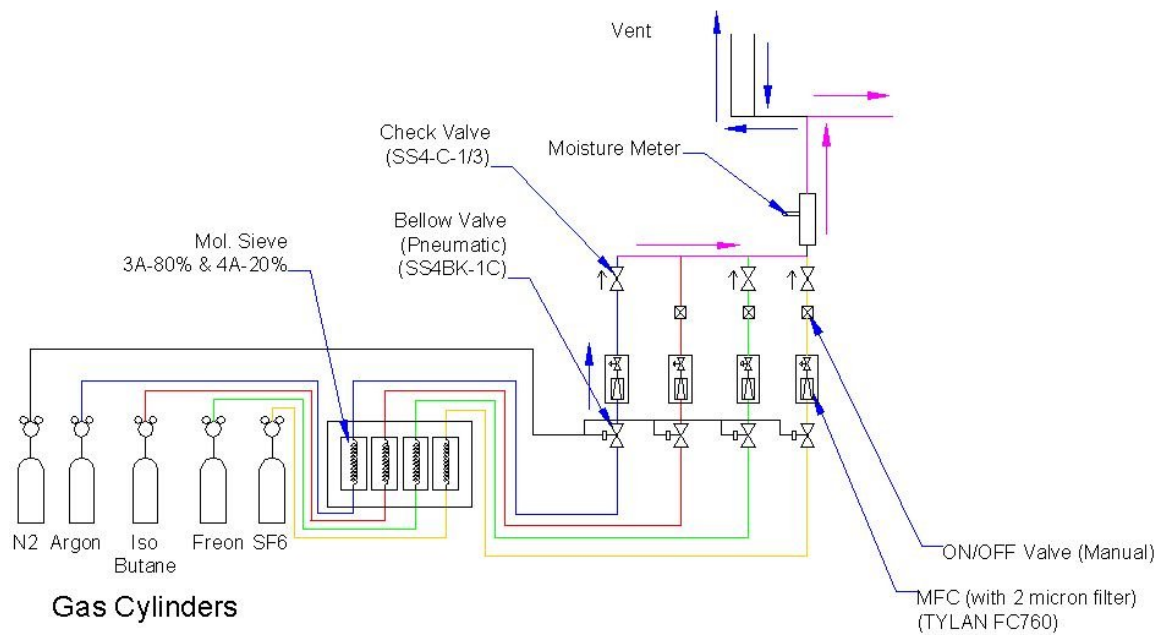 Vent
Check Valve
(SS4-C-1/3)
Moisture Meter
Bellow Valve
(Pneumatic)
(SS4BK-1C)
Mol. Sieve
3A-80% & 4A-20%
N2 Argon Iso Freon SF6
Butane
Gas Cylinders
ON/OFF Valve (Manual)
MFC (with 2 micron filter)
(TYLAN FC760)